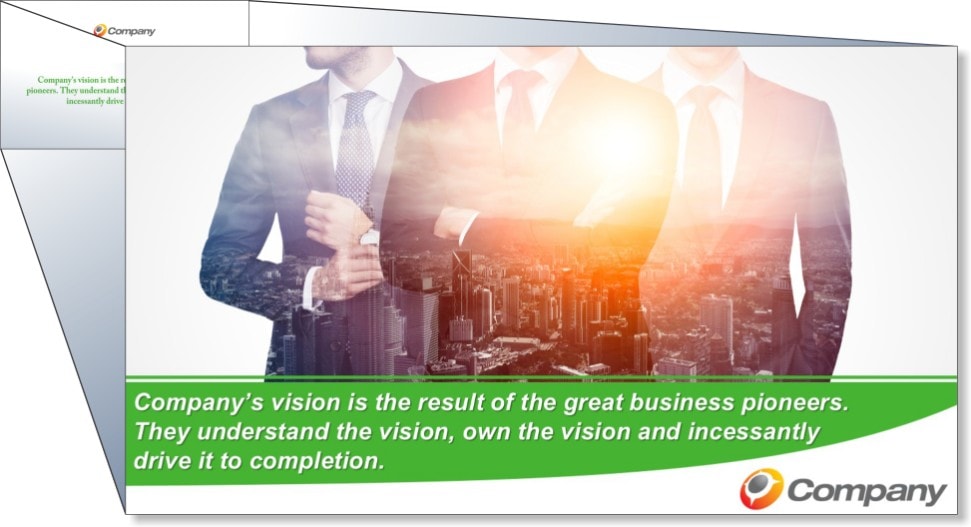 Company
Company's vision is the re
pioneers. They understand th
incessantly drive
Company’s vision is the result of the great business pioneers.
They understand the vision, own the vision and incessantly
drive it to completion.
Company